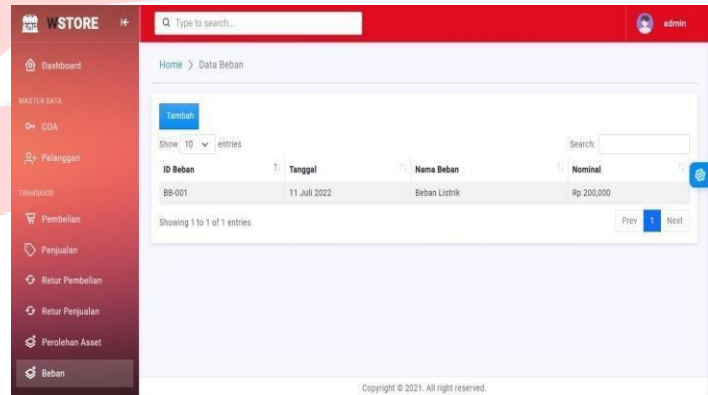 WSTORE
Type to search...
admin
Dashboard
MASTER DATA
COA
Pelanggan
TRANSAKSI
Pembelian
Penjualan
Retur Pembelian
Retur Penjualan
Perolehan Asset
Beban
Home > Data Beban
Tambah
Show 10 entries
Search:
ID Beban Tanggal Nama Beban Nominal
BB-001 11 Juli 2022 Beban Listrik Rp 200,000
Showing 1 to 1 of 1 entries
Prev 1 Next
Copyright © 2021. All right reserved.